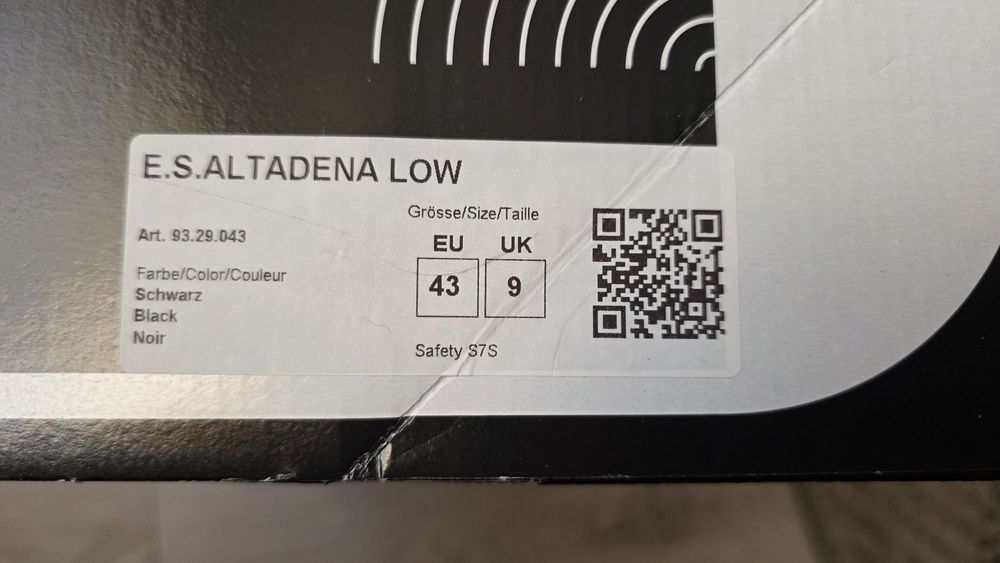 E.S.ALTADENA LOW
Art. 93.29.043
Farbe/Color/Couleur
Schwarz
Black
Noir
Grösse/Size/Taille
EU UK
43 9
Safety S7S